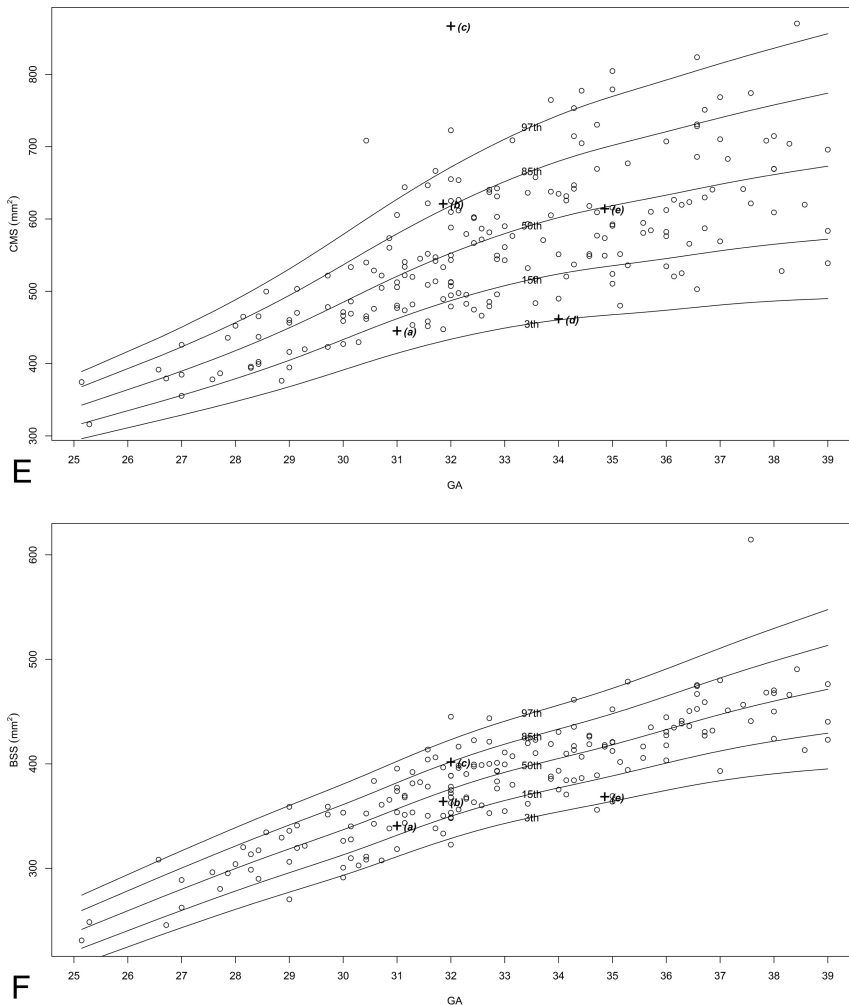 800
700
600
500
400
300
CMS (mm²)
(c)
97th
85th
(b)
50th
(e)
15th
(a)
3th
(d)
25 26 27 28 29 30 31 32 33 34 35 36 37 38 39
GA
E
600
500
400
300
BSS (mm²)
97th
85th
(c)
50th
15th
(b)
(e)
(a)
3th
25 26 27 28 29 30 31 32 33 34 35 36 37 38 39
GA
F